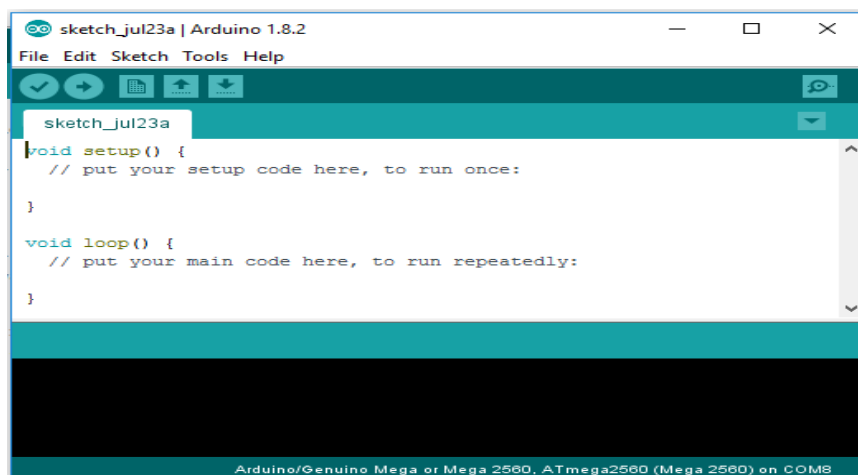 sketch_jul23a | Arduino 1.8.2
File Edit Sketch Tools Help
sketch_jul23a
void setup() {
// put your setup code here, to run once:
}
void loop() {
// put your main code here, to run repeatedly:
}
Arduino/Genuino Mega or Mega 2560, ATmega2560 (Mega 2560) on COM8